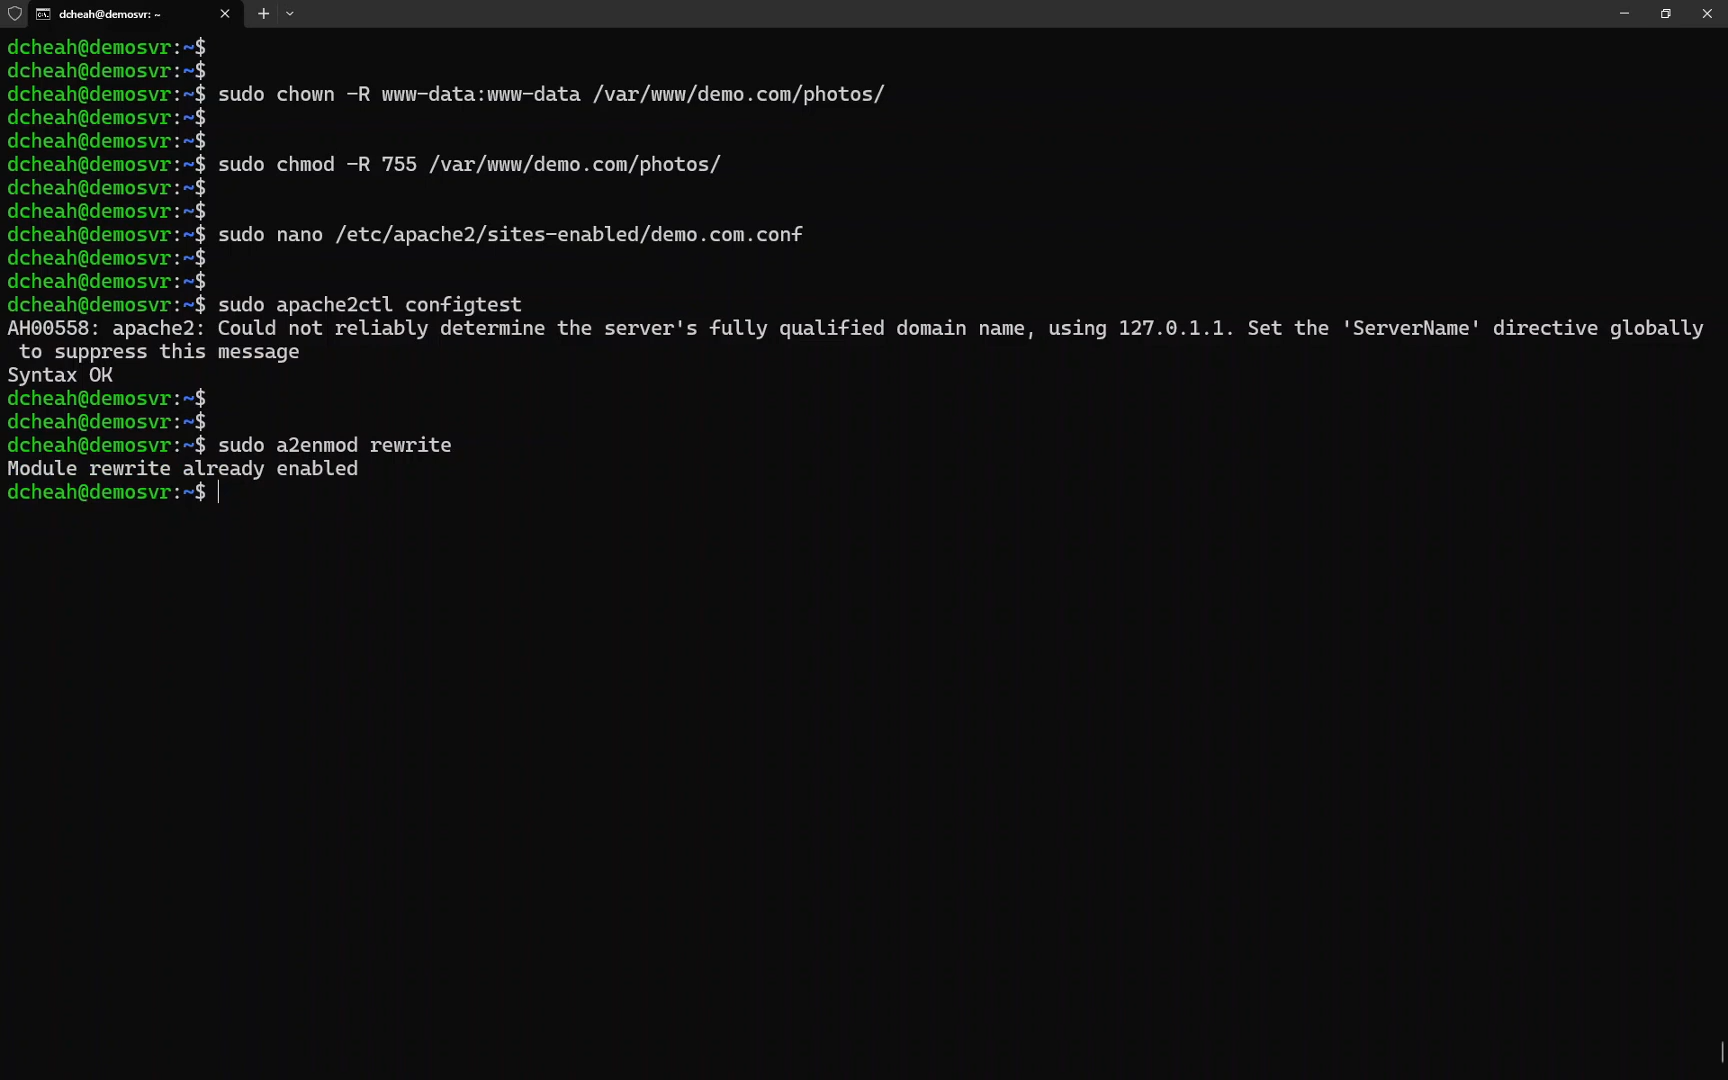 dcheah@demosvr: ~
dcheah@demosvr:~$
dcheah@demosvr:~$
dcheah@demosvr:~$ sudo chown -R www-data:www-data /var/www/demo.com/photos/
dcheah@demosvr:~$
dcheah@demosvr:~$
dcheah@demosvr:~$ sudo chmod -R 755 /var/www/demo.com/photos/
dcheah@demosvr:~$
dcheah@demosvr:~$
dcheah@demosvr:~$ sudo nano /etc/apache2/sites-enabled/demo.com.conf
dcheah@demosvr:~$
dcheah@demosvr:~$
dcheah@demosvr:~$ sudo apache2ctl configtest
AH00558: apache2: Could not reliably determine the server's fully qualified domain name, using 127.0.1.1. Set the 'ServerName' directive globally
to suppress this message
Syntax OK
dcheah@demosvr:~$
dcheah@demosvr:~$
dcheah@demosvr:~$ sudo a2enmod rewrite
Module rewrite already enabled
dcheah@demosvr:~$